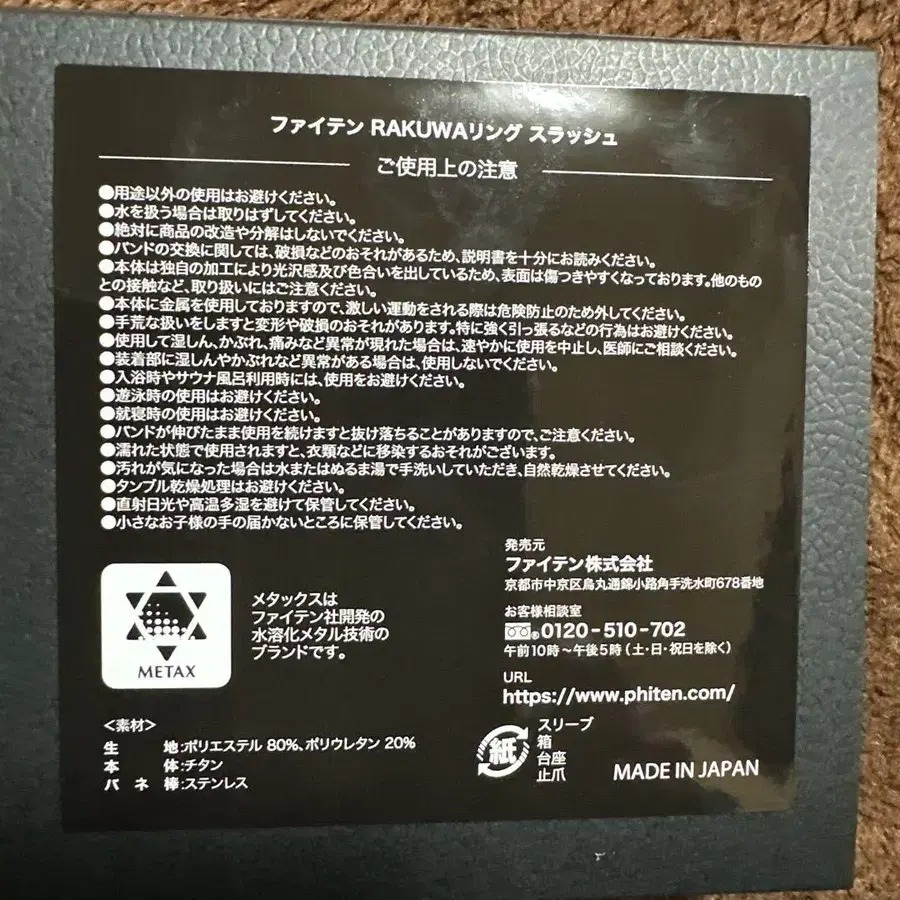 ファイテン RAKUWAリング スラッシュ
ご使用上の注意
●用途以外の使用はお避けください。
●水を扱う場合は取りはずしてください。
●絶対に商品の改造や分解はしないでください。
●バンドの交換に関しては、破損などのおそれがあるため、説明書を十分にお読みください。
●本体は独自の加工により光沢感及び色合いを出しているため、表面は傷つきやすくなっております。他のもの
との接触など、取り扱いにはご注意ください。
●本体に金属を使用しておりますので、激しい運動をされる際は危険防止のため外してください。
●手荒な扱いをしますと変形や破損のおそれがあります。特に強く引っ張るなどの行為はお避けください。
●使用して湿しん、かぶれ、痛みなど異常が現れた場合は、速やかに使用を中止し、医師にご相談ください。
●装着部に湿しんやかぶれなど異常がある場合は、使用しないでください。
●入浴時やサウナ風呂利用時には、使用をお避けください。
●遊泳時の使用はお避けください。
●就寝時の使用はお避けください。
●バンドが伸びたまま使用を続けますと抜け落ちることがありますので、ご注意ください。
●濡れた状態で使用されますと、衣類などに移染するおそれがございます。
●汚れが気になった場合は水またはぬるま湯で手洗いしていただき、自然乾燥させてください。
●タンブル乾燥処理はお避けください。
●直射日光や高温多湿を避けて保管してください。
●小さなお子様の手の届かないところに保管してください。
METAX
メタックスは
ファイテン社開発の
水溶化メタル技術の
ブランドです。
<素材>
生 地:ポリエステル 80%、ポリウレタン 20%
本 体:チタン
バ ネ 棒:ステンレス
発売元
ファイテン株式会社
京都市中京区烏丸通錦小路角手洗水町678番地
お客様相談室
0120-510-702
午前10時～午後5時(土・日・祝日を除く)
URL
https://www.phiten.com/
紙
スリーブ
箱
台座
止爪
MADE IN JAPAN